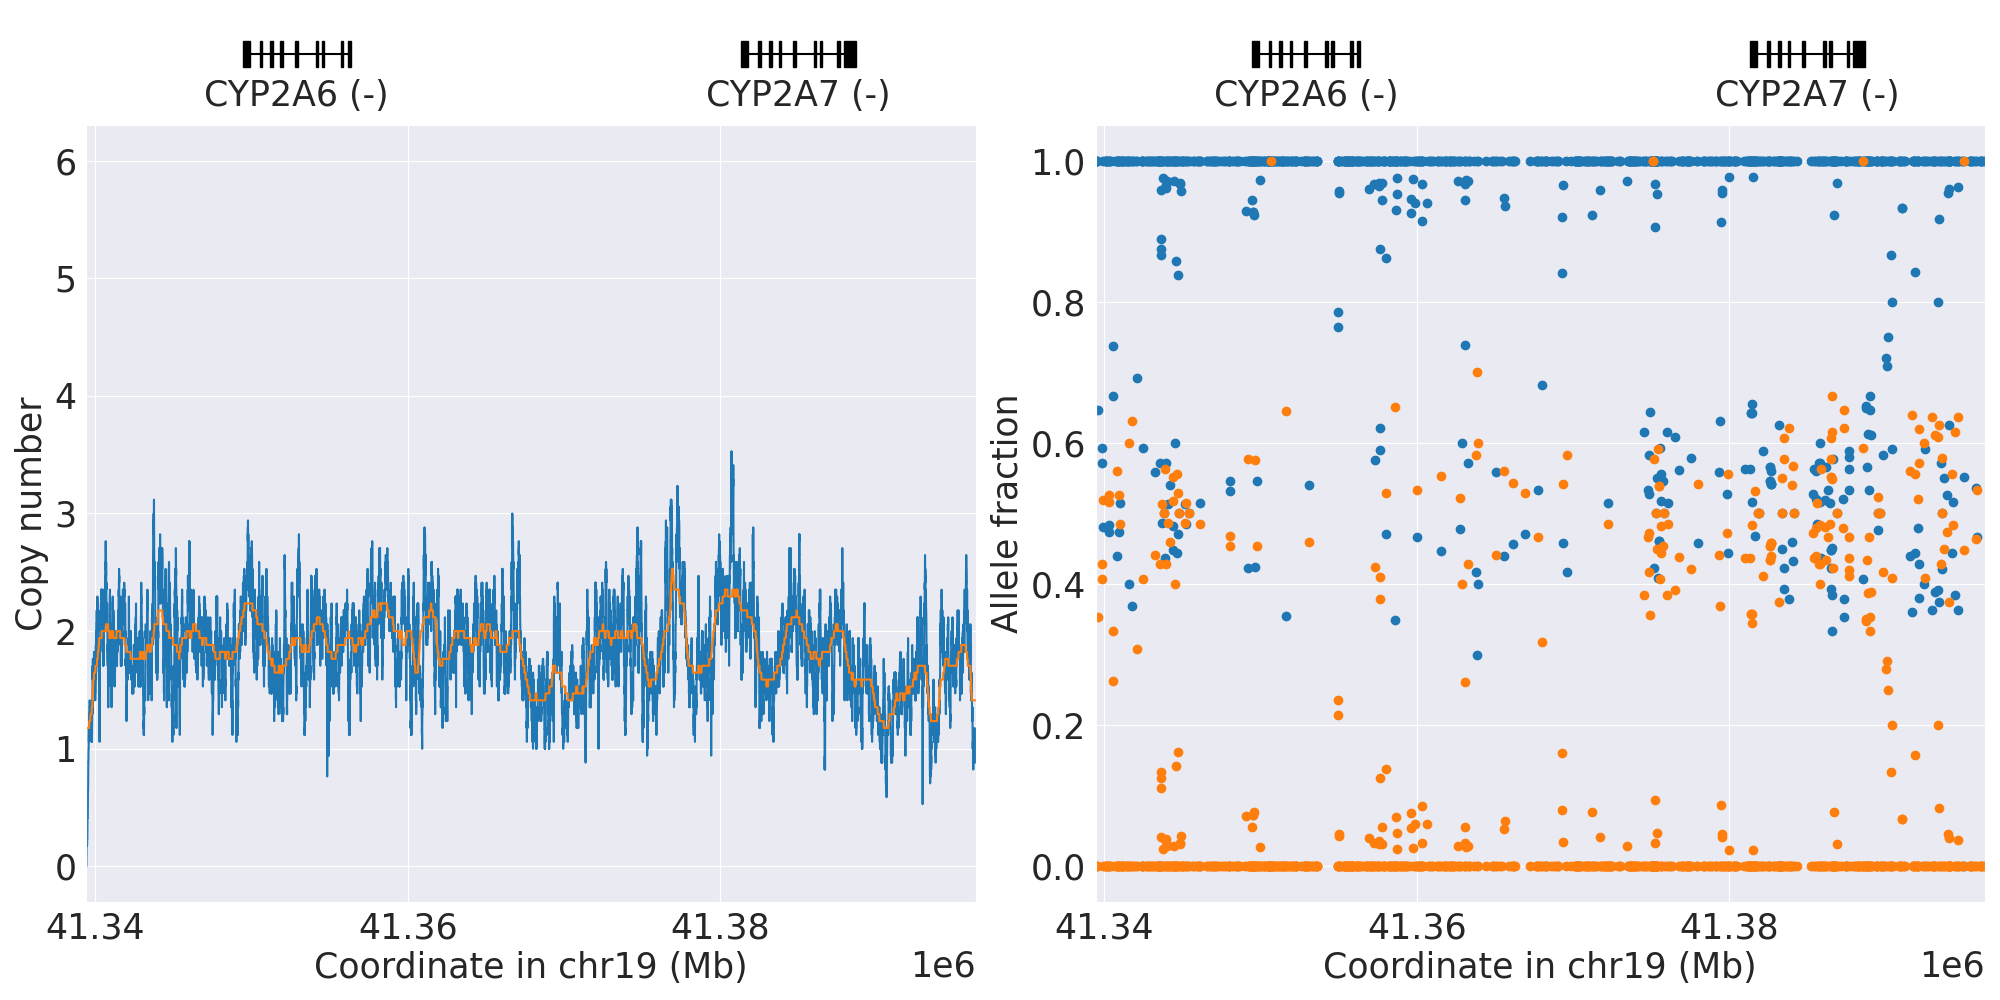 CYP2A6 (-)
CYP2A7 (-)
6
5
4
3
2
1
0
Copy number
41.34
41.36
41.38
Coordinate in chr19 (Mb)
1e6
CYP2A6 (-)
CYP2A7 (-)
1.0
0.8
0.6
0.4
0.2
0.0
Allele fraction
41.34
41.36
41.38
Coordinate in chr19 (Mb)
1e6